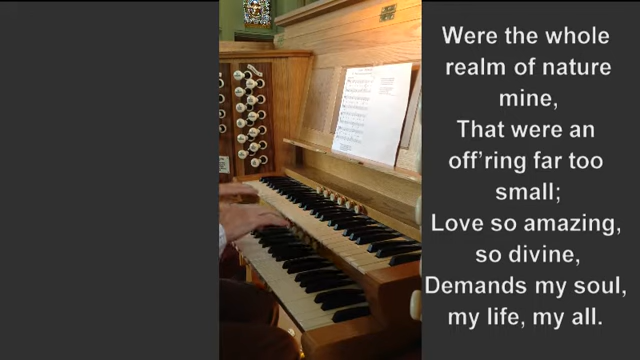 Were the whole
realm of nature
mine,
That were an
off’ring far too
small;
Love so amazing,
so divine,
Demands my soul,
my life, my all.